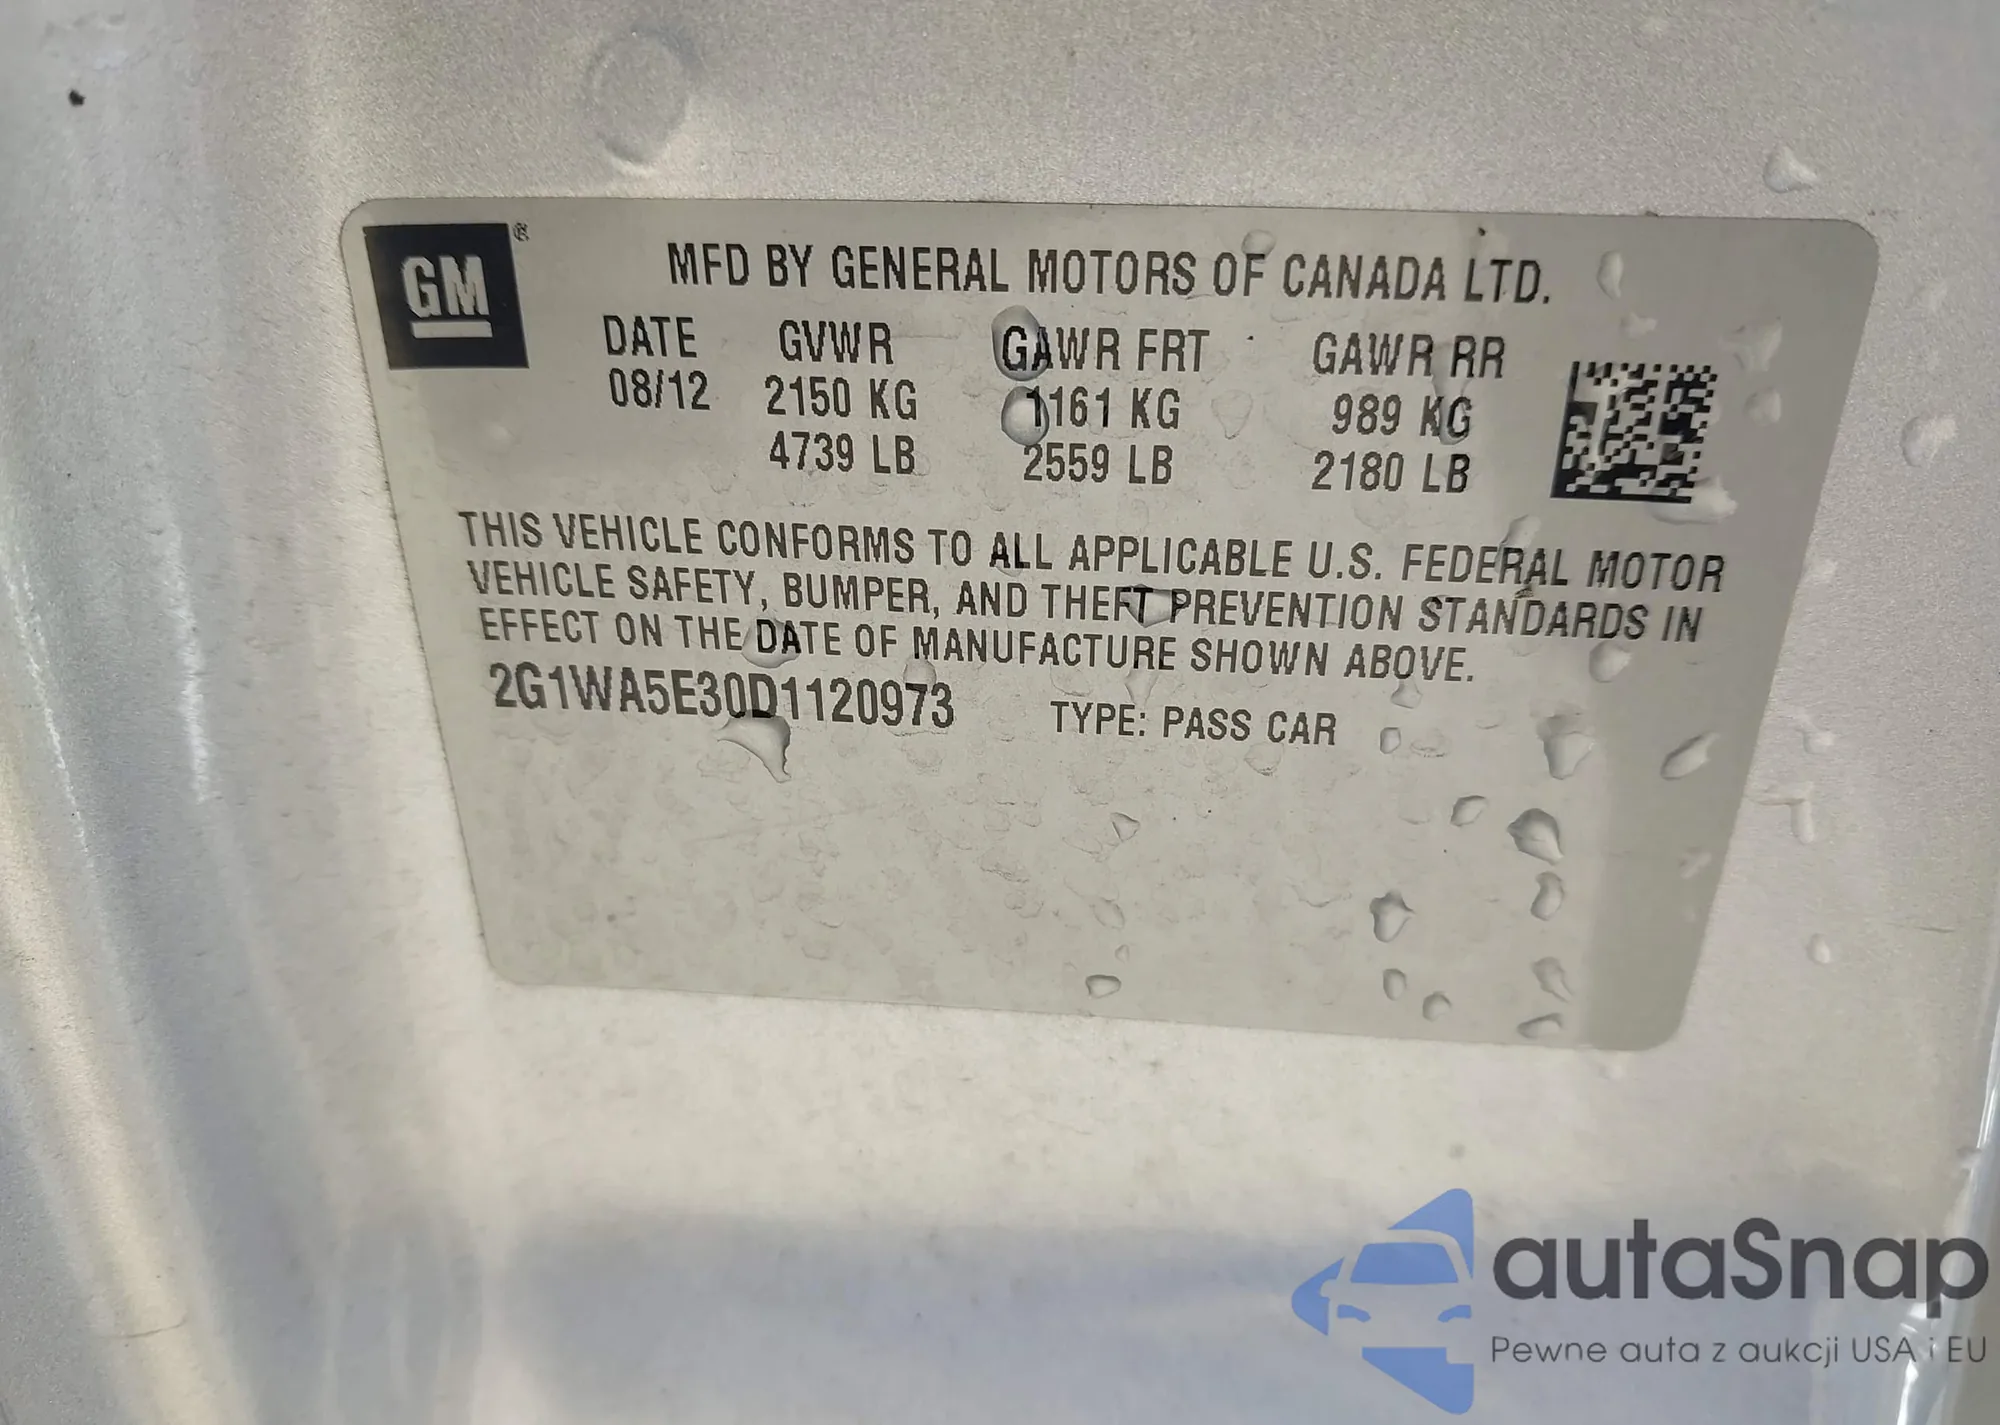 GM®
MFD BY GENERAL MOTORS OF CANADA LTD.
DATE GVWR GAWR FRT GAWR RR
08/12 2150 KG 1161 KG 989 KG
4739 LB 2559 LB 2180 LB
THIS VEHICLE CONFORMS TO ALL APPLICABLE U.S. FEDERAL MOTOR
VEHICLE SAFETY, BUMPER, AND THEFT PREVENTION STANDARDS IN
EFFECT ON THE DATE OF MANUFACTURE SHOWN ABOVE.
2G1WA5E30D1120973 TYPE: PASS CAR
autaSnap
Pewne auta z aukcji USA i EU